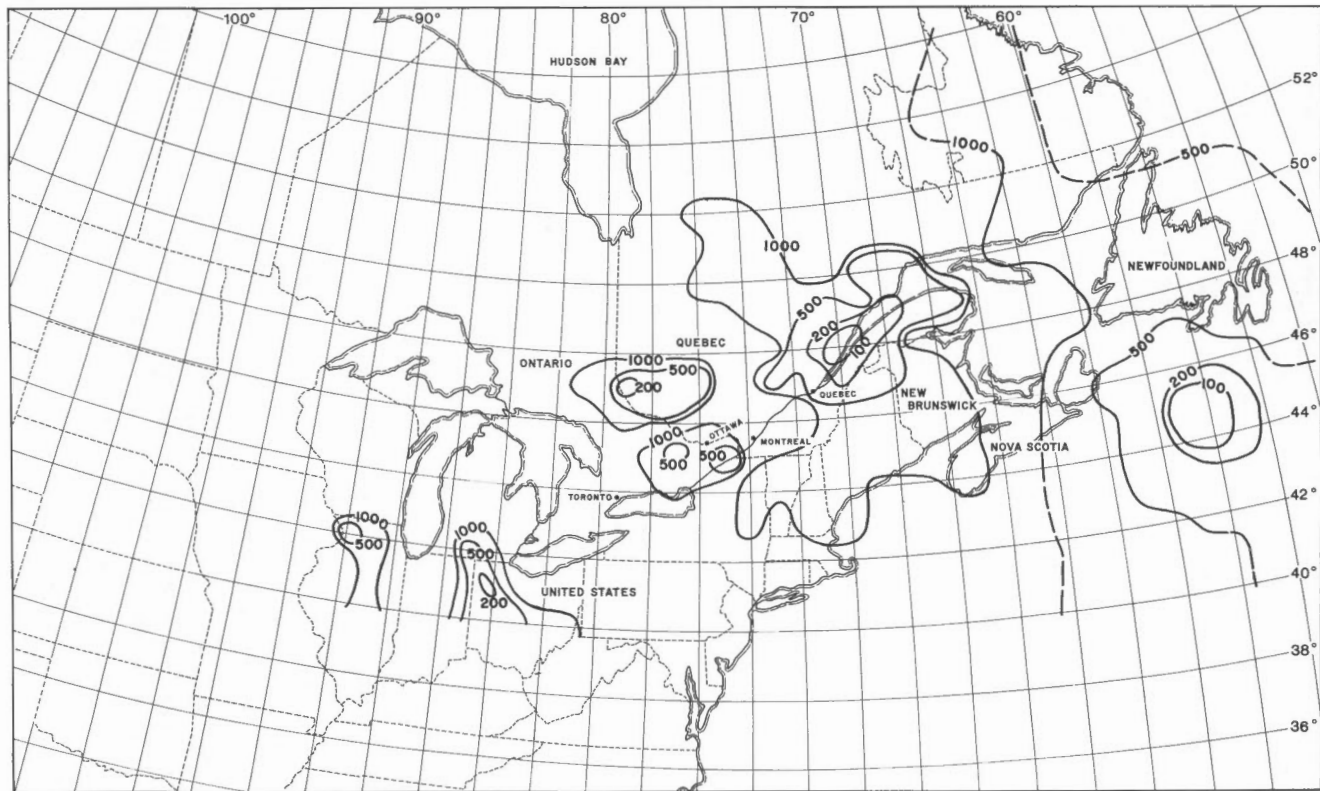 100°
90°
80°
70°
60°
HUDSON BAY
52°
1000
500
50°
1000
48°
NEWFOUNDLAND
500
46°
200
500
1000
QUEBEC
ONTARIO
500
100
200
QUEBEC
NEW
BRUNSWICK
200
100
44°
1000
OTTAWA
MONTREAL
500
500
NOVA SCOTIA
42°
TORONTO
1000
500
1000
500
40°
200
UNITED STATES
38°
36°